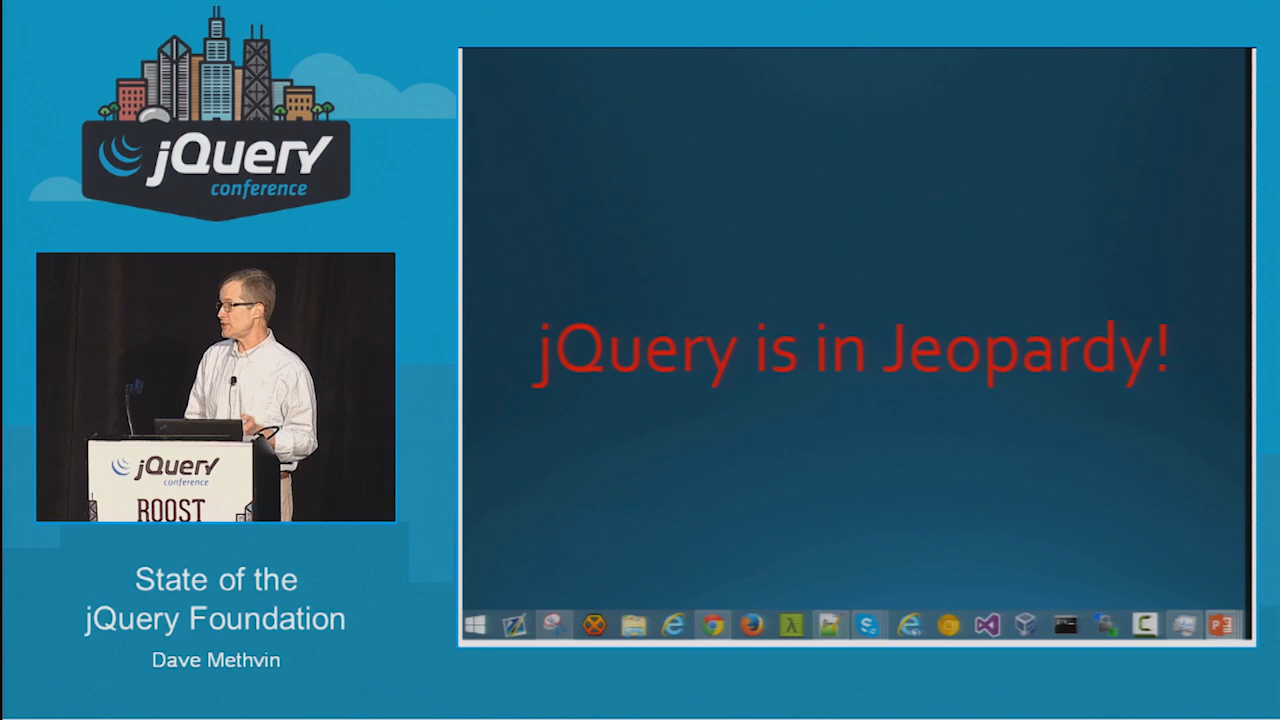 jQuery
conference
jQuery
conference
ROOST
State of the
jQuery Foundation
Dave Methvin
jQuery is in Jeopardy!